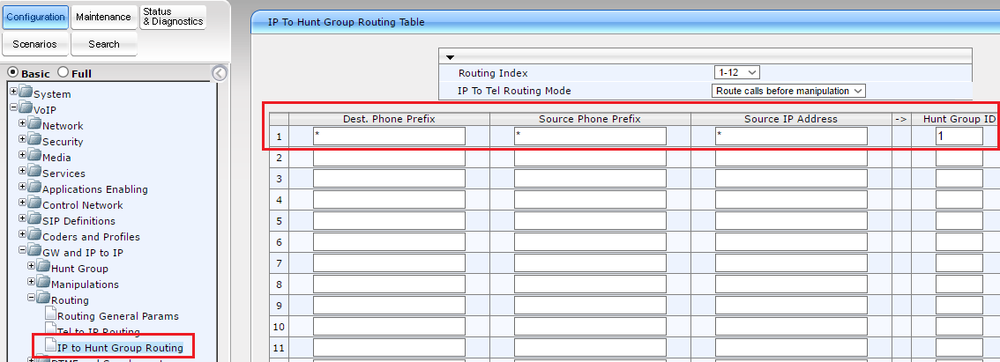 Configuration
Maintenance
Status
& Diagnostics
Scenarios
Search
Basic
Full
System
VoIP
Network
Security
Media
Services
Applications Enabling
Control Network
SIP Definitions
Coders and Profiles
GW and IP to IP
Hunt Group
Manipulations
Routing
Routing General Params
Tel to IP Routing
IP to Hunt Group Routing
IP To Hunt Group Routing Table
Routing Index 1-12
IP To Tel Routing Mode Route calls before manipulation
Dest. Phone Prefix Source Phone Prefix Source IP Address -> Hunt Group ID
1 * * * 1
2
3
4
5
6
7
8
9
10
11